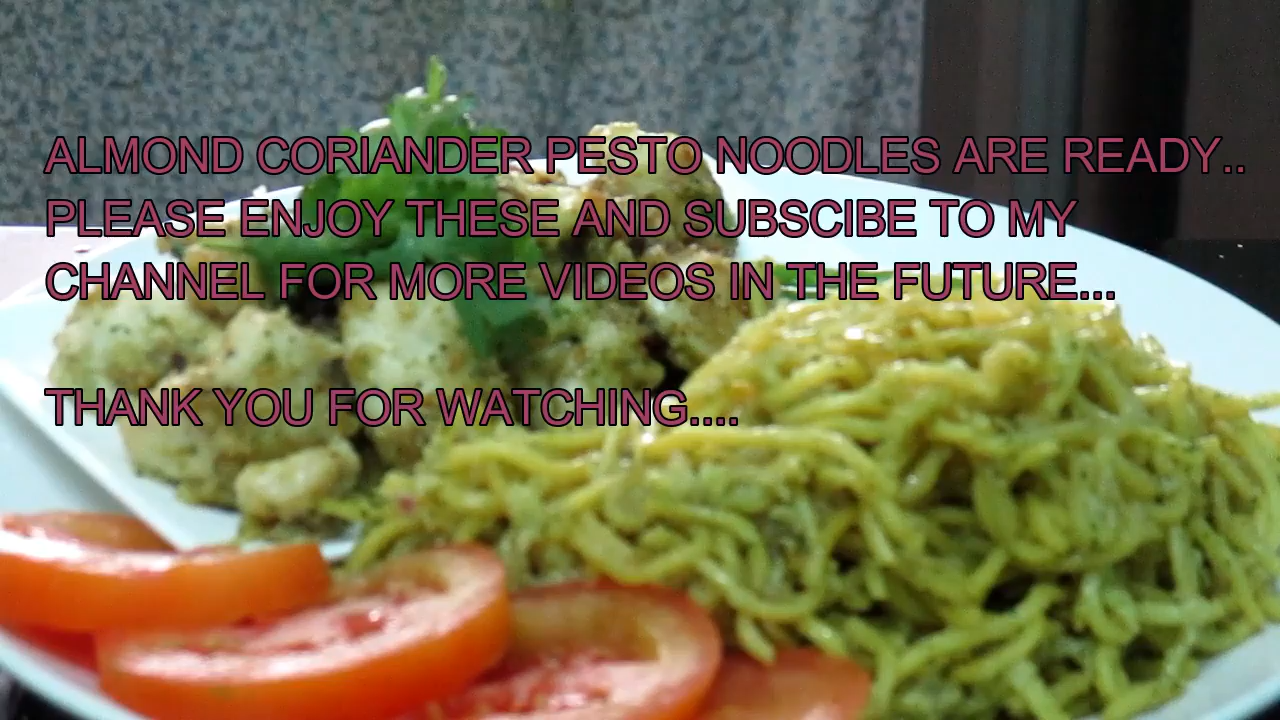 ALMOND CORIANDER PESTO NOODLES ARE READY..
PLEASE ENJOY THESE AND SUBSCIBE TO MY
CHANNEL FOR MORE VIDEOS IN THE FUTURE...
THANK YOU FOR WATCHING....